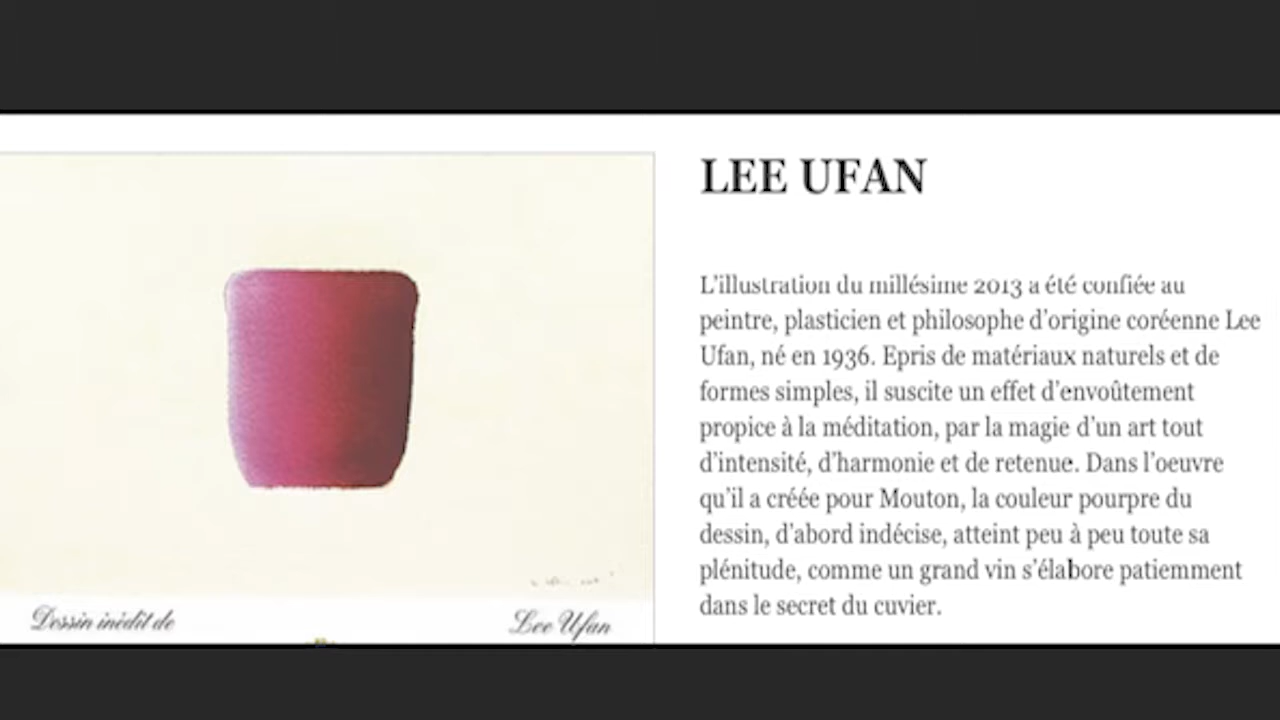 LEE UFAN
L'illustration du millésime 2013 a été confiée au
peintre, plasticien et philosophe d'origine coréenne Lee
Ufan, né en 1936. Epris de matériaux naturels et de
formes simples, il suscite un effet d'envoûtement
propice à la méditation, par la magie d'un art tout
d'intensité, d'harmonie et de retenue. Dans l'oeuvre
qu'il a créée pour Mouton, la couleur pourpre du
dessin, d'abord indécise, atteint peu à peu toute sa
plénitude, comme un grand vin s'élabore patiemment
dans le secret du cuvier.
Dessin inédit de Lee Ufan